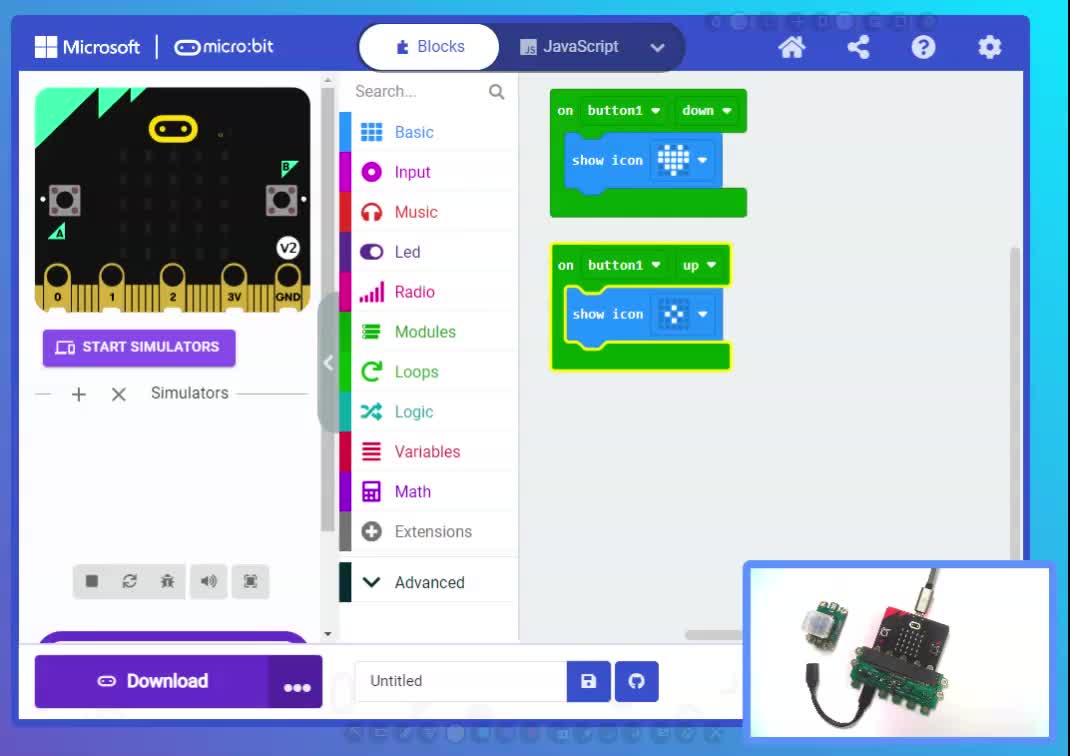 Microsoft
micro:bit
Blocks
JS JavaScript
Search...
B
A
V2
0 1 2 3V GND
START SIMULATORS
Simulators
Basic
Input
Music
Led
Radio
Modules
Loops
Logic
Variables
Math
Extensions
Advanced
on button1 down
show icon
on button1 up
show icon
Download
Untitled